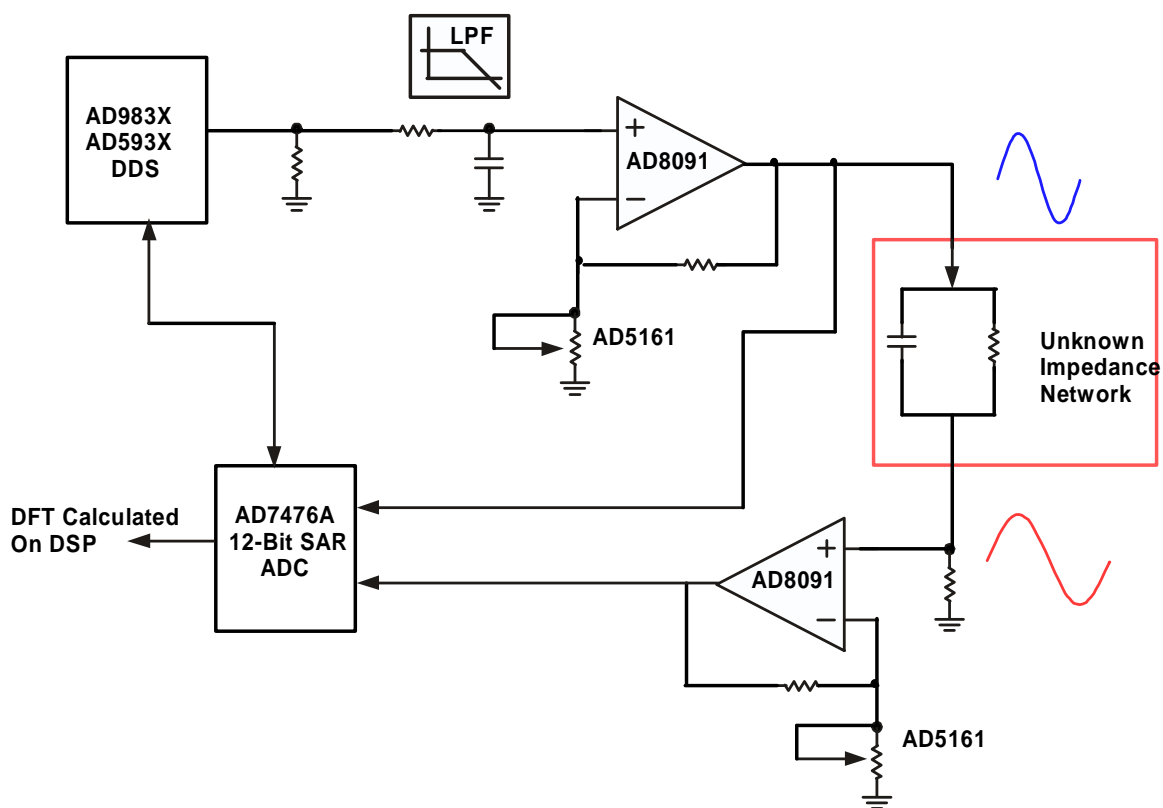 LPF
AD983X
AD593X
DDS
+
AD8091
−
AD5161
Unknown
Impedance
Network
DFT Calculated
On DSP
AD7476A
12-Bit SAR
ADC
+
AD8091
−
AD5161